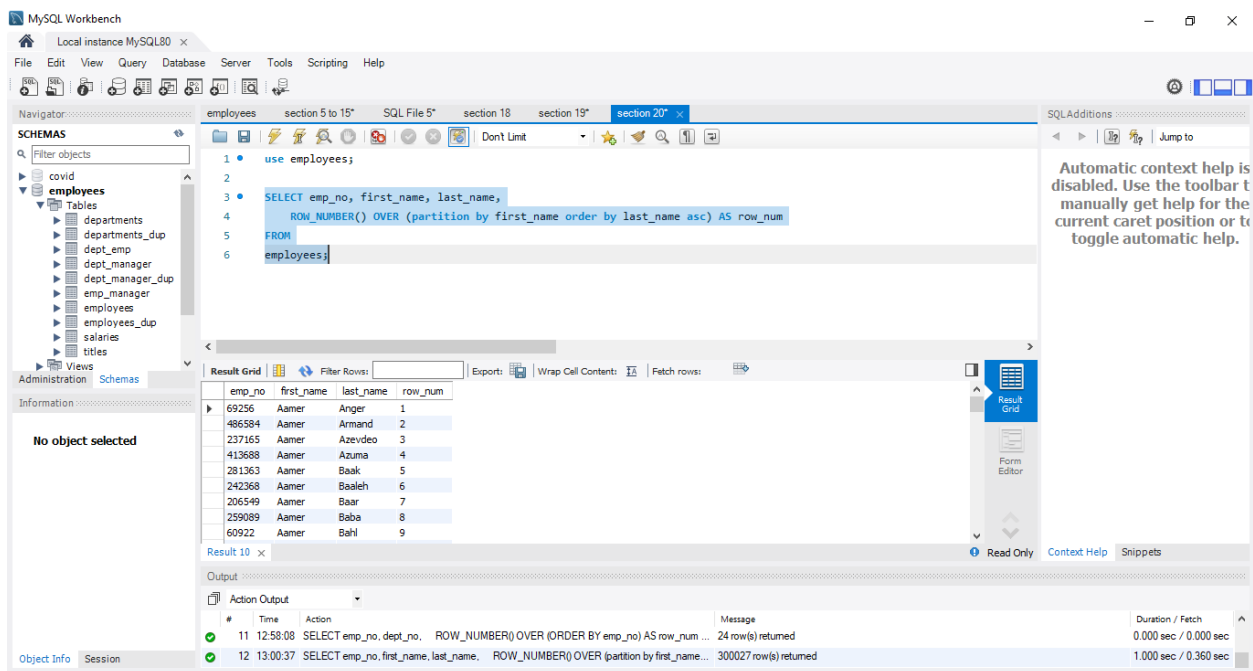 MySQL Workbench
Local instance MySQL80
File Edit View Query Database Server Tools Scripting Help
Navigator
SCHEMAS
Filter objects
covid
employees
Tables
departments
departments_dup
dept_emp
dept_manager
dept_manager_dup
emp_manager
employees
employees_dup
salaries
titles
Views
Administration Schemas
Information
No object selected
Object Info Session
employees section 5 to 15* SQL File 5* section 18 section 19* section 20*
Don't Limit
1 use employees;
2
3 SELECT emp_no, first_name, last_name,
4 ROW_NUMBER() OVER (partition by first_name order by last_name asc) AS row_num
5 FROM
6 employees;
Result Grid Filter Rows: Export: Wrap Cell Content: Fetch rows:
emp_no first_name last_name row_num
69256 Aamer Anger 1
486584 Aamer Armand 2
237165 Aamer Azevdeo 3
413688 Aamer Azuma 4
281363 Aamer Baak 5
242368 Aamer Baaleh 6
206549 Aamer Baar 7
259089 Aamer Baba 8
60922 Aamer Bahl 9
Result Grid
Form Editor
Result 10
Read Only
SQLAdditions
Jump to
Automatic context help is
disabled. Use the toolbar t
manually get help for the
current caret position or to
toggle automatic help.
Context Help Snippets
Output
Action Output
# Time Action Message Duration / Fetch
11 12:58:08 SELECT emp_no, dept_no, ROW_NUMBER() OVER (ORDER BY emp_no) AS row_num ... 24 row(s) returned 0.000 sec / 0.000 sec
12 13:00:37 SELECT emp_no, first_name, last_name, ROW_NUMBER() OVER (partition by first_name... 300027 row(s) returned 1.000 sec / 0.360 sec